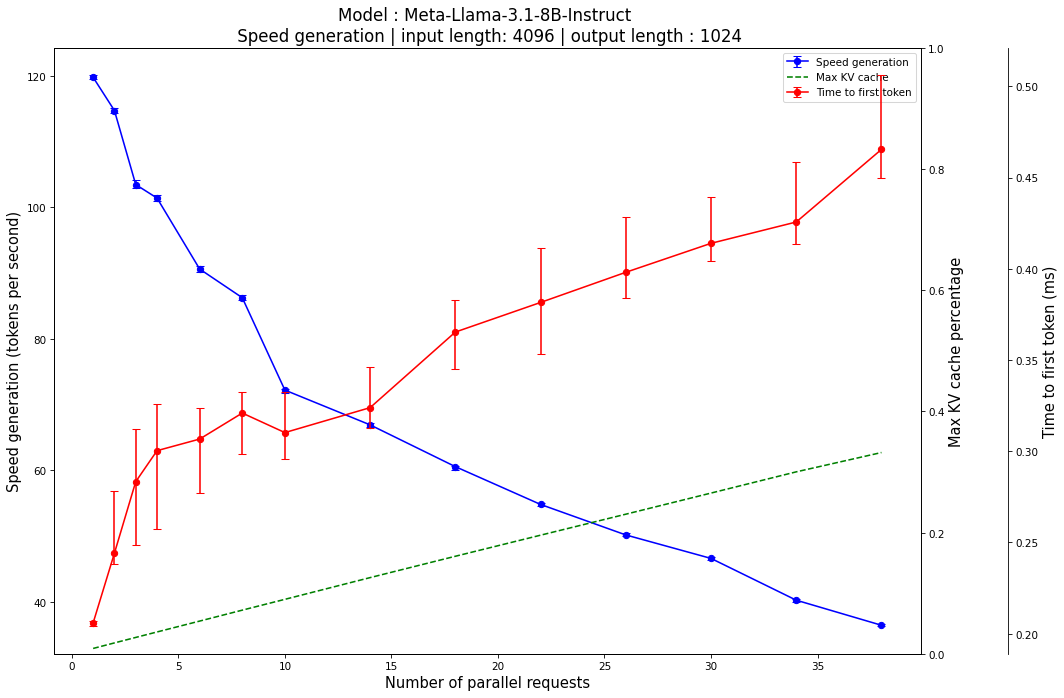 Model : Meta-Llama-3.1-8B-Instruct
Speed generation | input length: 4096 | output length : 1024
Speed generation
Max KV cache
Time to first token
Speed generation (tokens per second)
120
100
80
60
40
0
5
10
15
20
25
30
35
Number of parallel requests
1.0
0.8
0.6
0.4
0.2
0.0
Max KV cache percentage
0.50
0.45
0.40
0.35
0.30
0.25
0.20
Time to first token (ms)